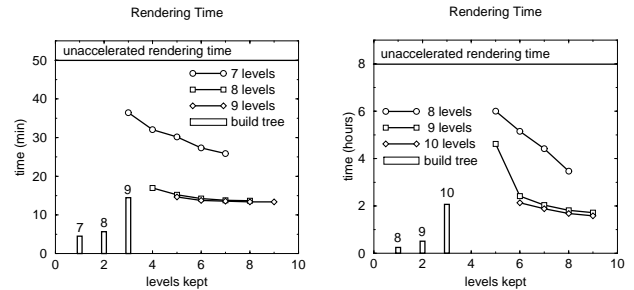 Rendering Time
unaccelerated rendering time
7 levels
8 levels
9 levels
build tree
time (min)
50
40
30
20
10
0
7
8
9
0 2 4 6 8 10
levels kept
Rendering Time
unaccelerated rendering time
8 levels
9 levels
10 levels
build tree
time (hours)
8
6
4
2
0
8
9
10
0 2 4 6 8 10
levels kept